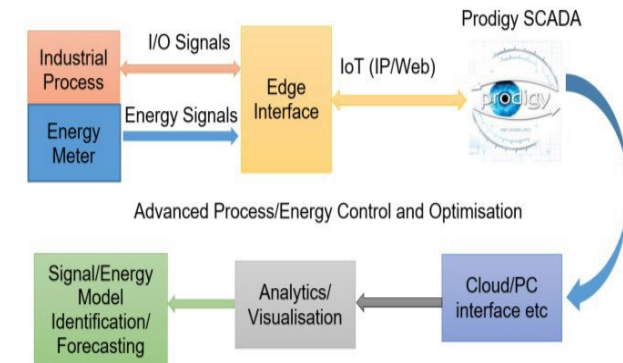 Prodigy SCADA
Industrial
Process
I/O Signals
Edge
Interface
IoT (IP/Web)
prodigy
Energy
Meter
Energy Signals
Advanced Process/Energy Control and Optimisation
Signal/Energy
Model
Identification/
Forecasting
Analytics/
Visualisation
Cloud/PC
interface etc